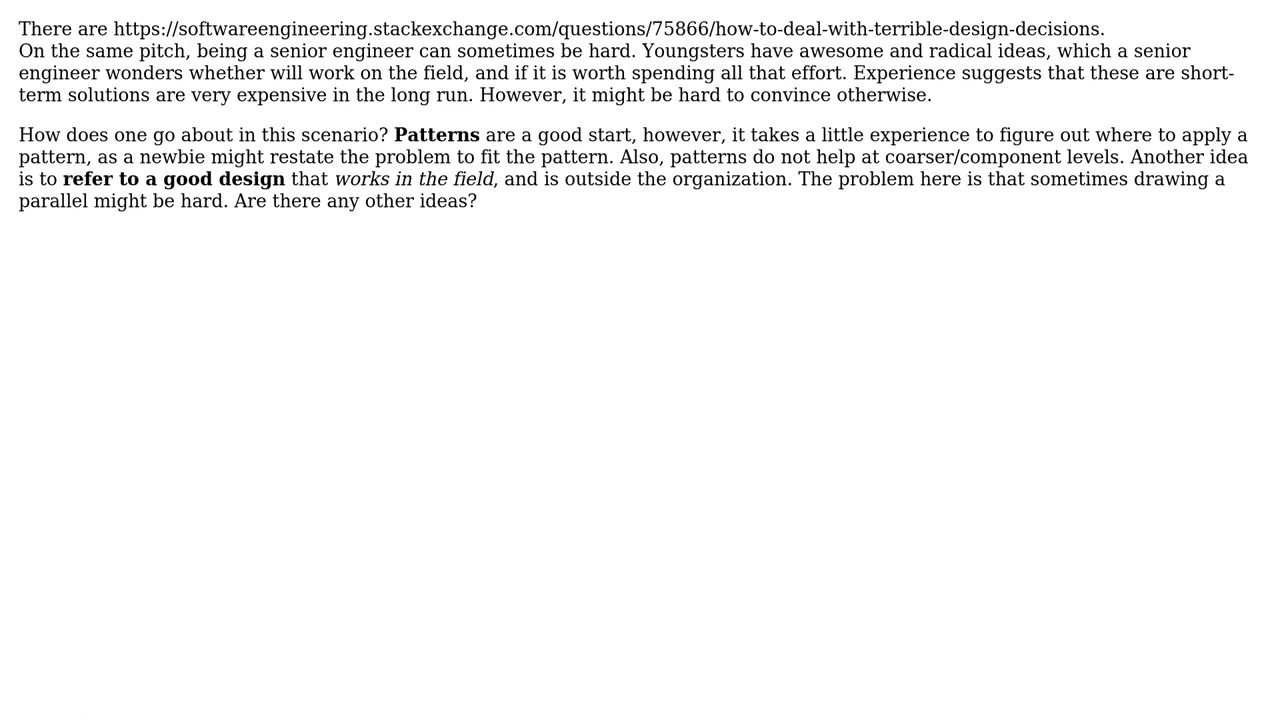 There are https://softwareengineering.stackexchange.com/questions/75866/how-to-deal-with-terrible-design-decisions.
On the same pitch, being a senior engineer can sometimes be hard. Youngsters have awesome and radical ideas, which a senior
engineer wonders whether will work on the field, and if it is worth spending all that effort. Experience suggests that these are short-
term solutions are very expensive in the long run. However, it might be hard to convince otherwise.
How does one go about in this scenario? Patterns are a good start, however, it takes a little experience to figure out where to apply a
pattern, as a newbie might restate the problem to fit the pattern. Also, patterns do not help at coarser/component levels. Another idea
is to refer to a good design that works in the field, and is outside the organization. The problem here is that sometimes drawing a
parallel might be hard. Are there any other ideas?